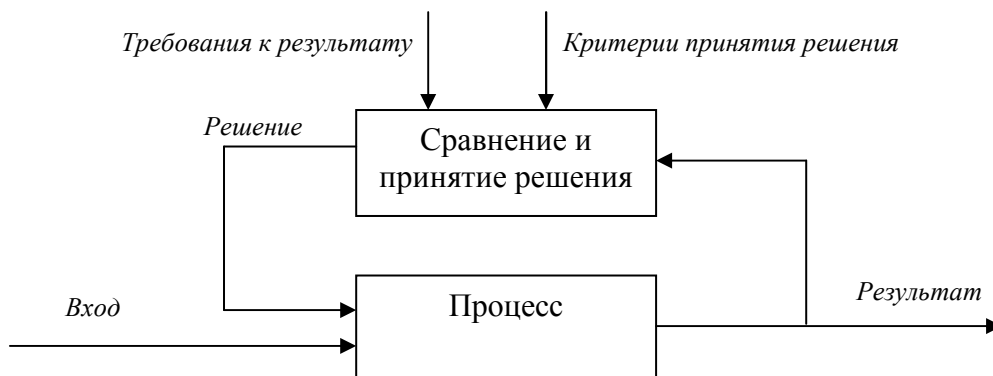 Требования к результату
Критерии принятия решения
Решение
Сравнение и
принятие решения
Вход
Процесс
Результат